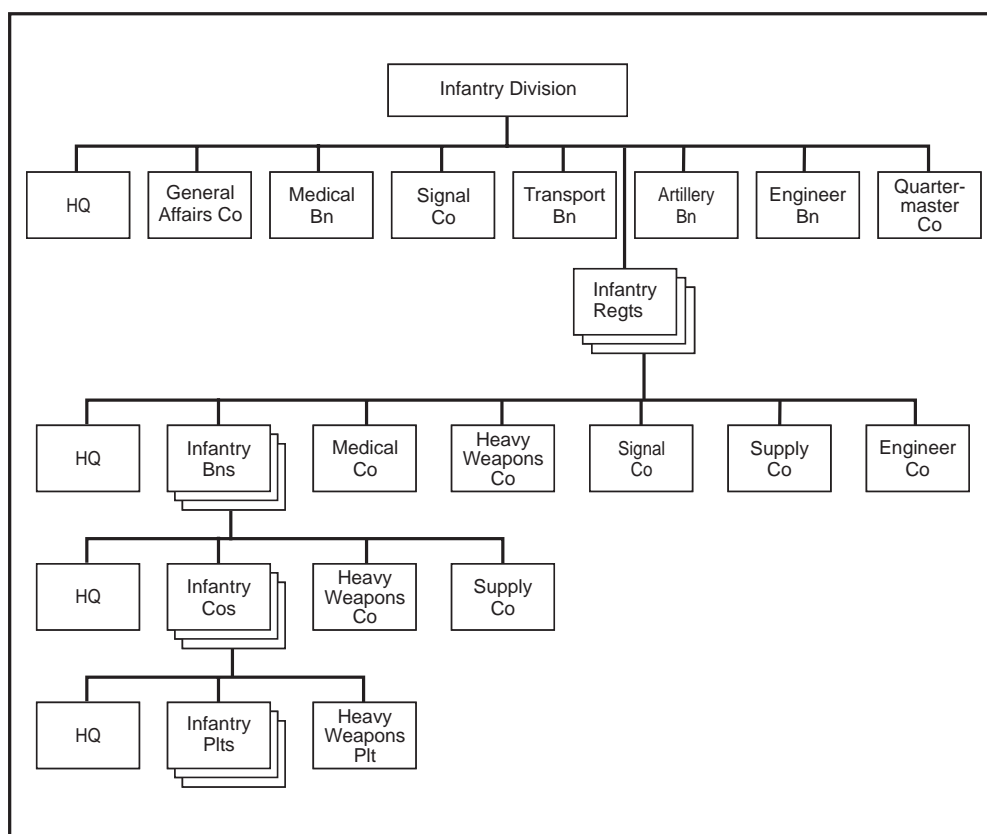 Infantry Division
HQ
General
Affairs Co
Medical
Bn
Signal
Co
Transport
Bn
Artillery
Bn
Engineer
Bn
Quarter-
master
Co
Infantry
Regts
HQ
Infantry
Bns
Medical
Co
Heavy
Weapons
Co
Signal
Co
Supply
Co
Engineer
Co
HQ
Infantry
Cos
Heavy
Weapons
Co
Supply
Co
HQ
Infantry
Plts
Heavy
Weapons
Plt